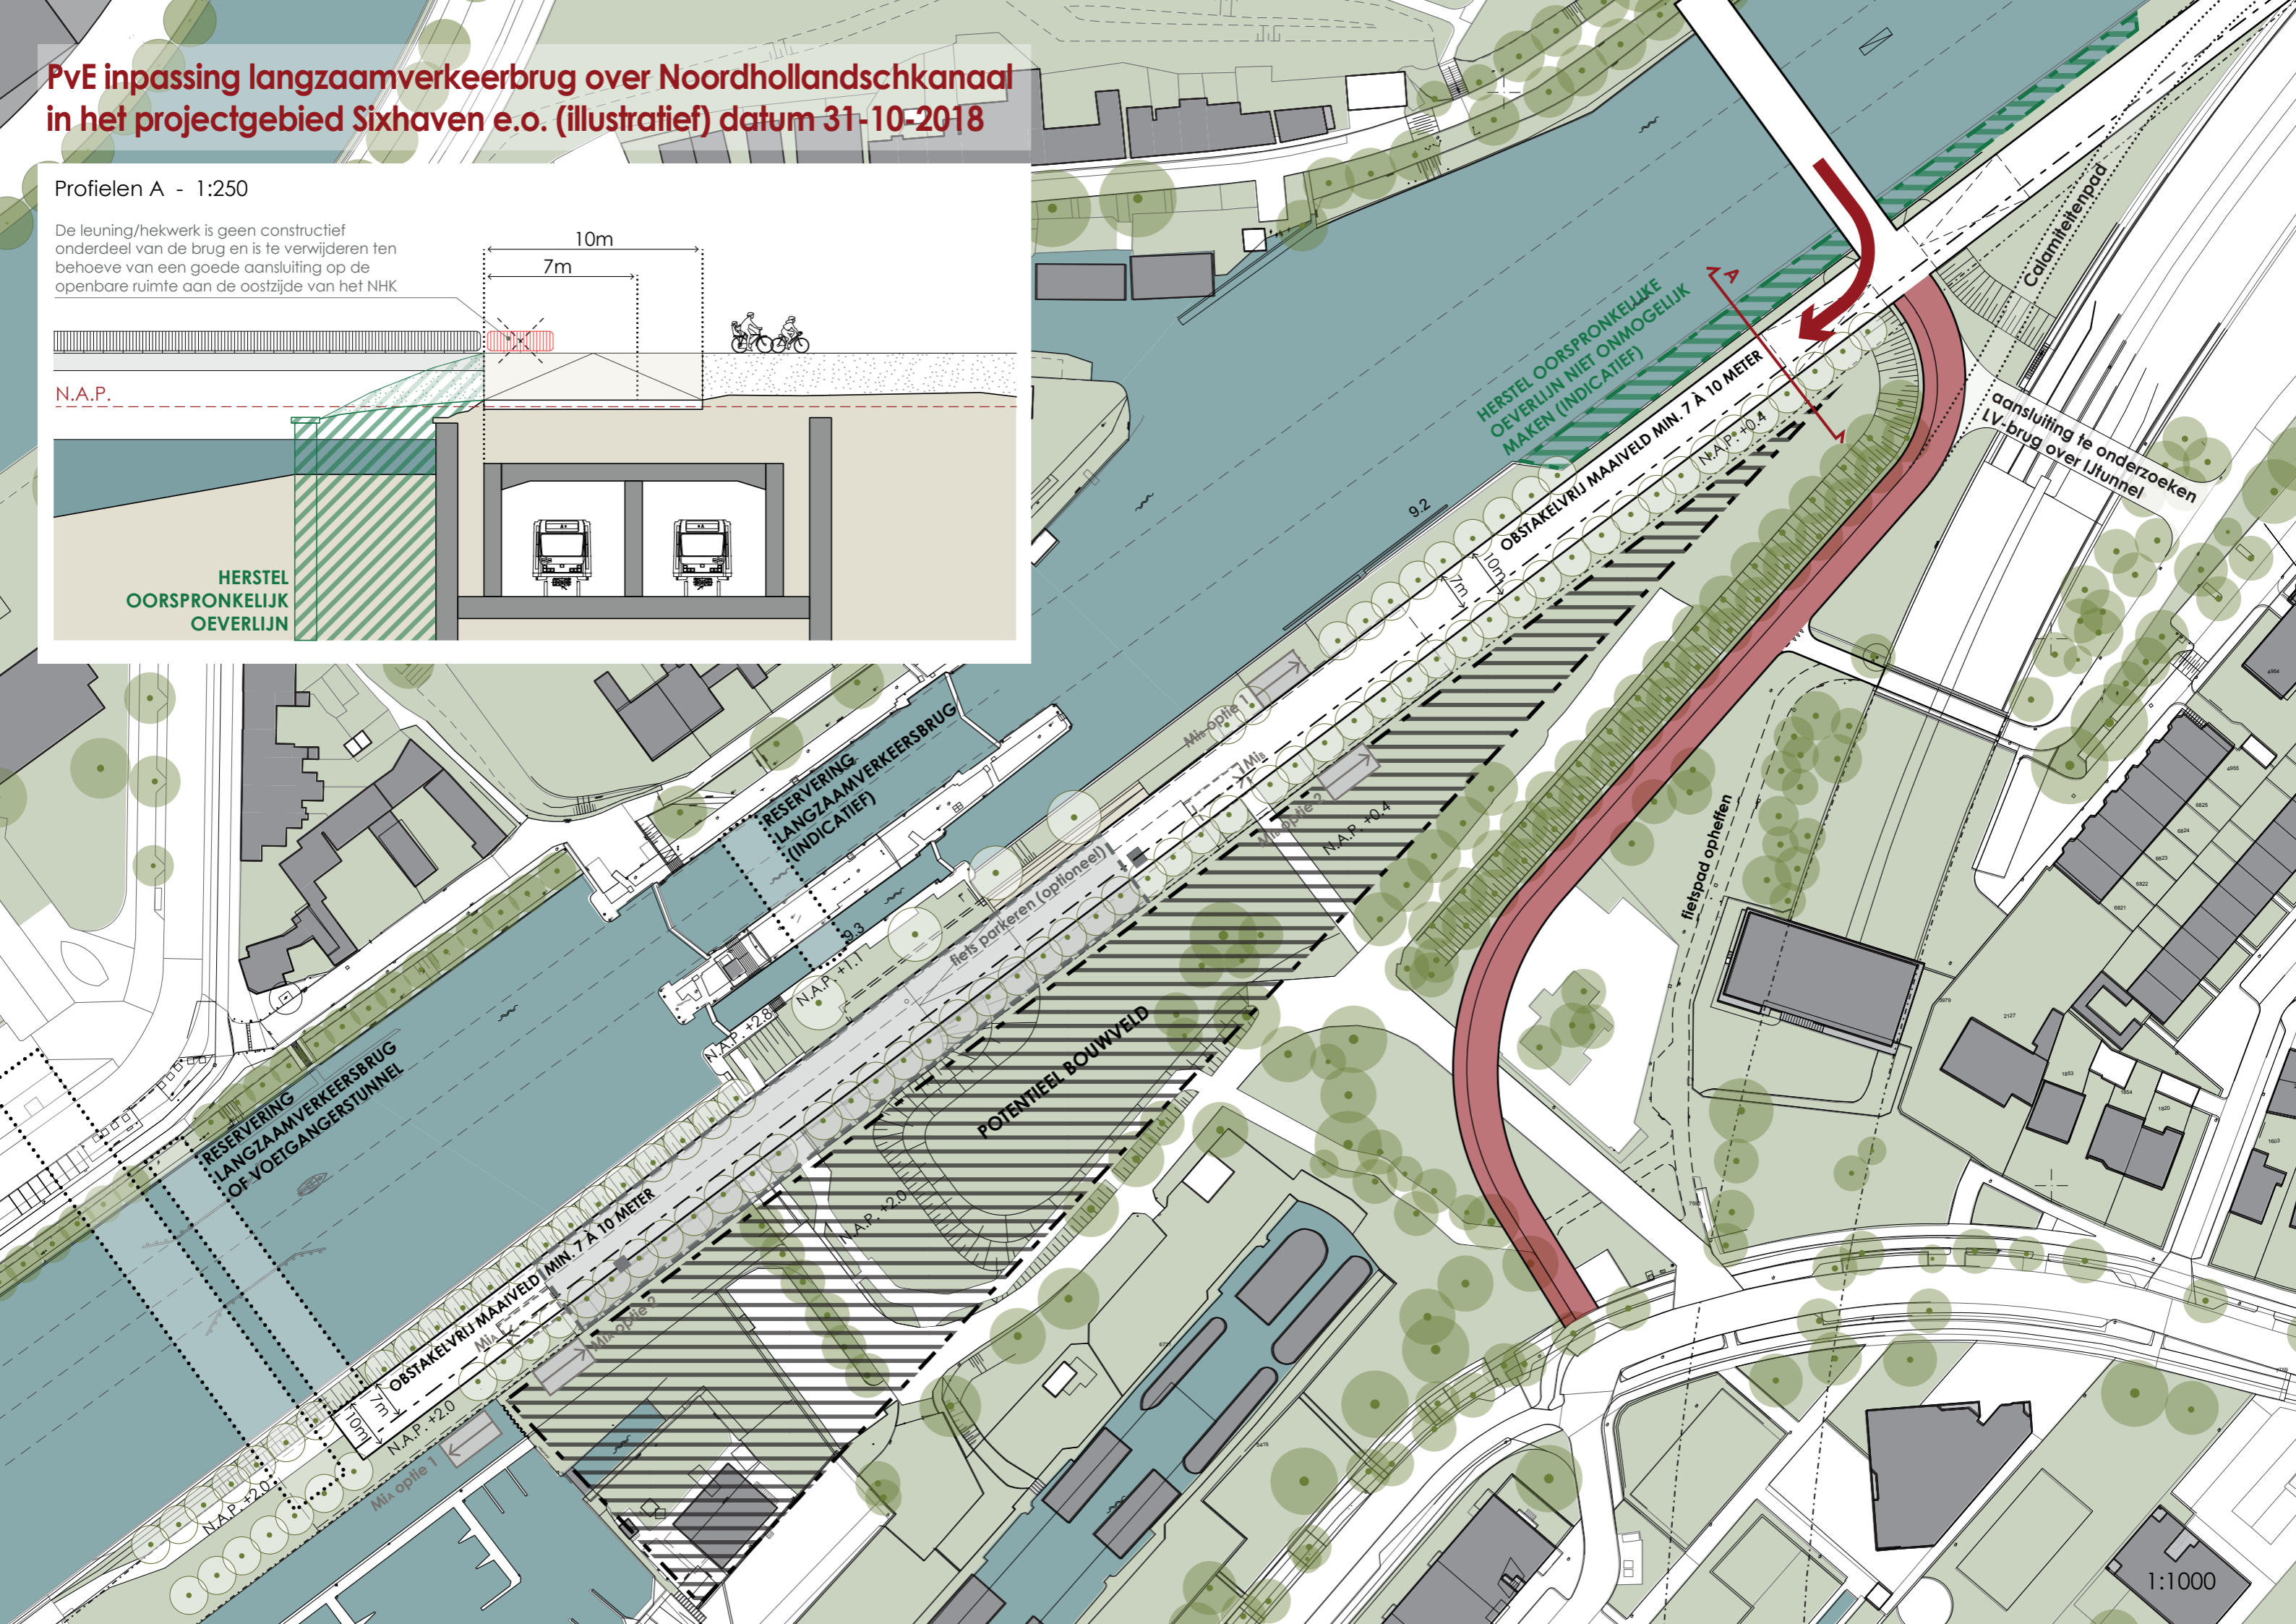 PvE inpassing langzaamverkeerbrug over Noordhollandschkanaal
in het projectgebied Sixhaven e.o. (illustratief) datum 31-10-2018
Profielen A - 1:250
De leuning/hekwerk is geen constructief
onderdeel van de brug en is te verwijderen ten
behoeve van een goede aansluiting op de
openbare ruimte aan de oostzijde van het NHK
10m
7m
N.A.P.
HERSTEL
OORSPRONKELIJK
OEVERLIJN
Calamiteitenpad
A
HERSTEL OORSPRONKELIJKE
OEVERLIJN NIET ONMOGELIJK
MAKEN (INDICATIEF)
OBSTAKELVRIJ MAAIVELD MIN. 7 À 10 METER
N.A.P. +0.4
aansluiting te onderzoeken
LV-brug over IJtunnel
9.2
10m
7m
MiB optie 1
MiB
MiB optie 2
N.A.P. +0.4
RESERVERING
LANGZAAMVERKEERSBRUG
(INDICATIEF)
fiets parkeren (optioneel)
fietspad opheffen
9.3
N.A.P. +1.1
N.A.P. +2.8
POTENTIEEL BOUWVELD
RESERVERING
LANGZAAMVERKEERSBRUG
OF VOETGANGERSTUNNEL
N.A.P. +2.0
OBSTAKELVRIJ MAAIVELD MIN. 7 À 10 METER
MiA
MiA optie 2
7m
10m
N.A.P. +2.0
MiA optie 1
N.A.P. +2.0
1:1000